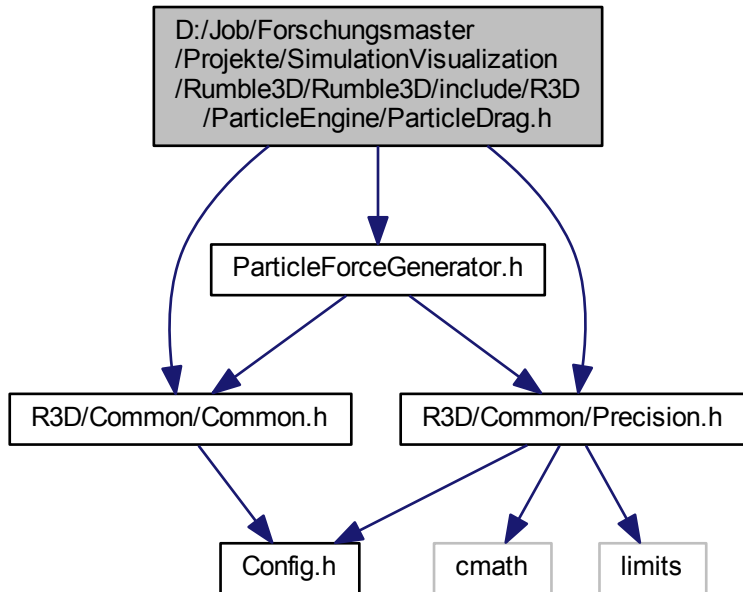 D:/Job/Forschungsmaster
/Projekte/SimulationVisualization
/Rumble3D/Rumble3D/include/R3D
/ParticleEngine/ParticleDrag.h
ParticleForceGenerator.h
R3D/Common/Common.h
R3D/Common/Precision.h
Config.h
cmath
limits